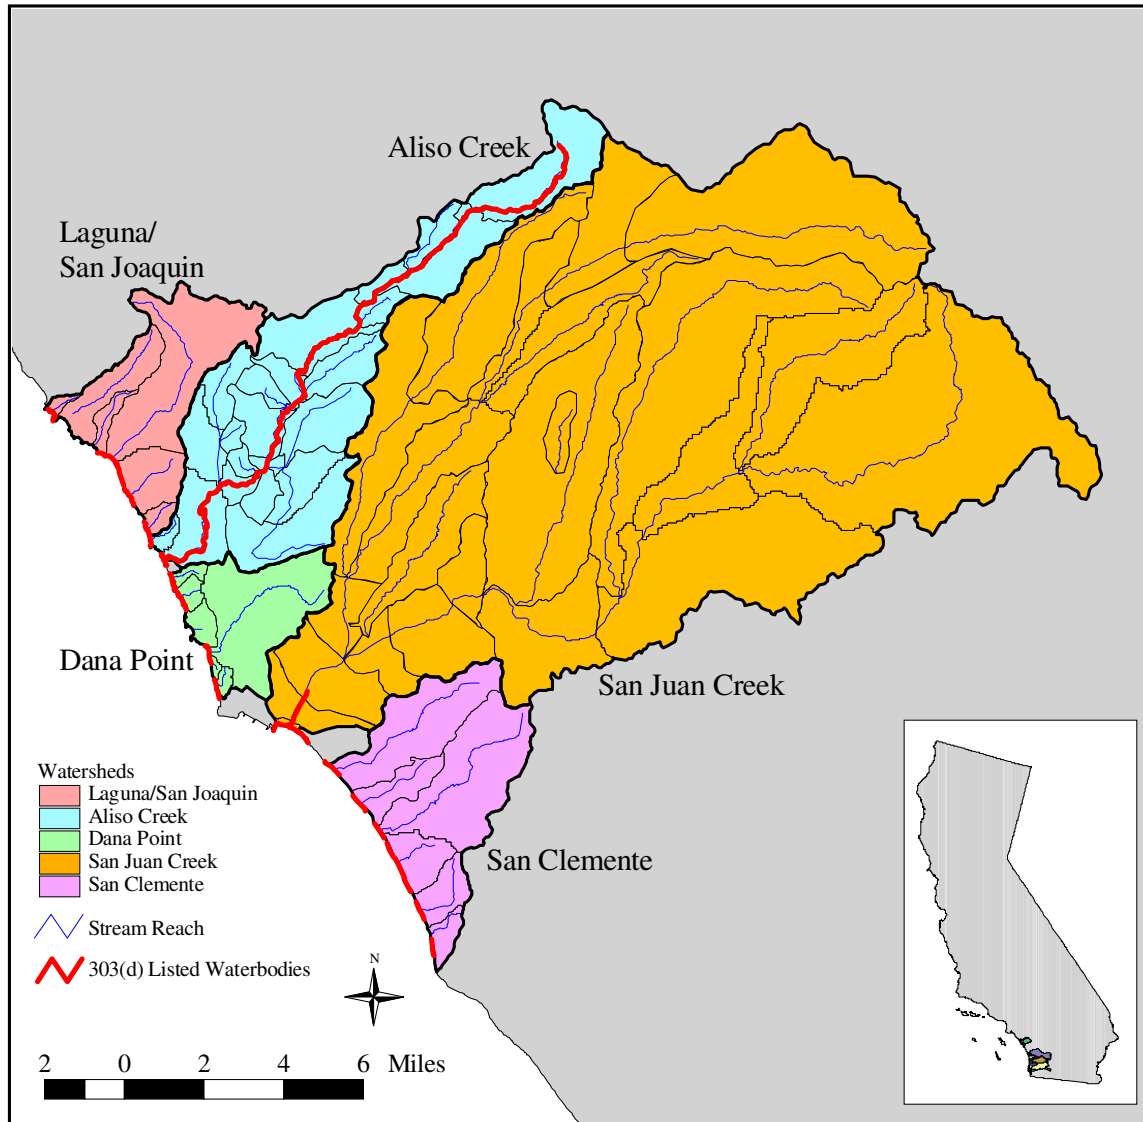 Aliso Creek
Laguna/
San Joaquin
Dana Point
San Juan Creek
San Clemente
Watersheds
Laguna/San Joaquin
Aliso Creek
Dana Point
San Juan Creek
San Clemente
Stream Reach
303(d) Listed Waterbodies
N
2 0 2 4 6 Miles